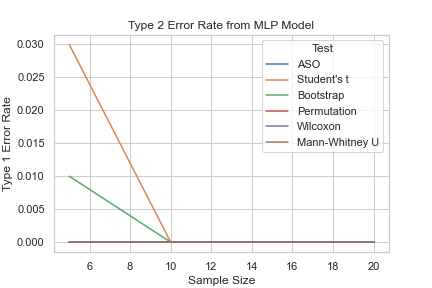 Type 2 Error Rate from MLP Model
Type 1 Error Rate
0.030
0.025
0.020
0.015
0.010
0.005
0.000
Test
ASO
Student's t
Bootstrap
Permutation
Wilcoxon
Mann-Whitney U
6 8 10 12 14 16 18 20
Sample Size